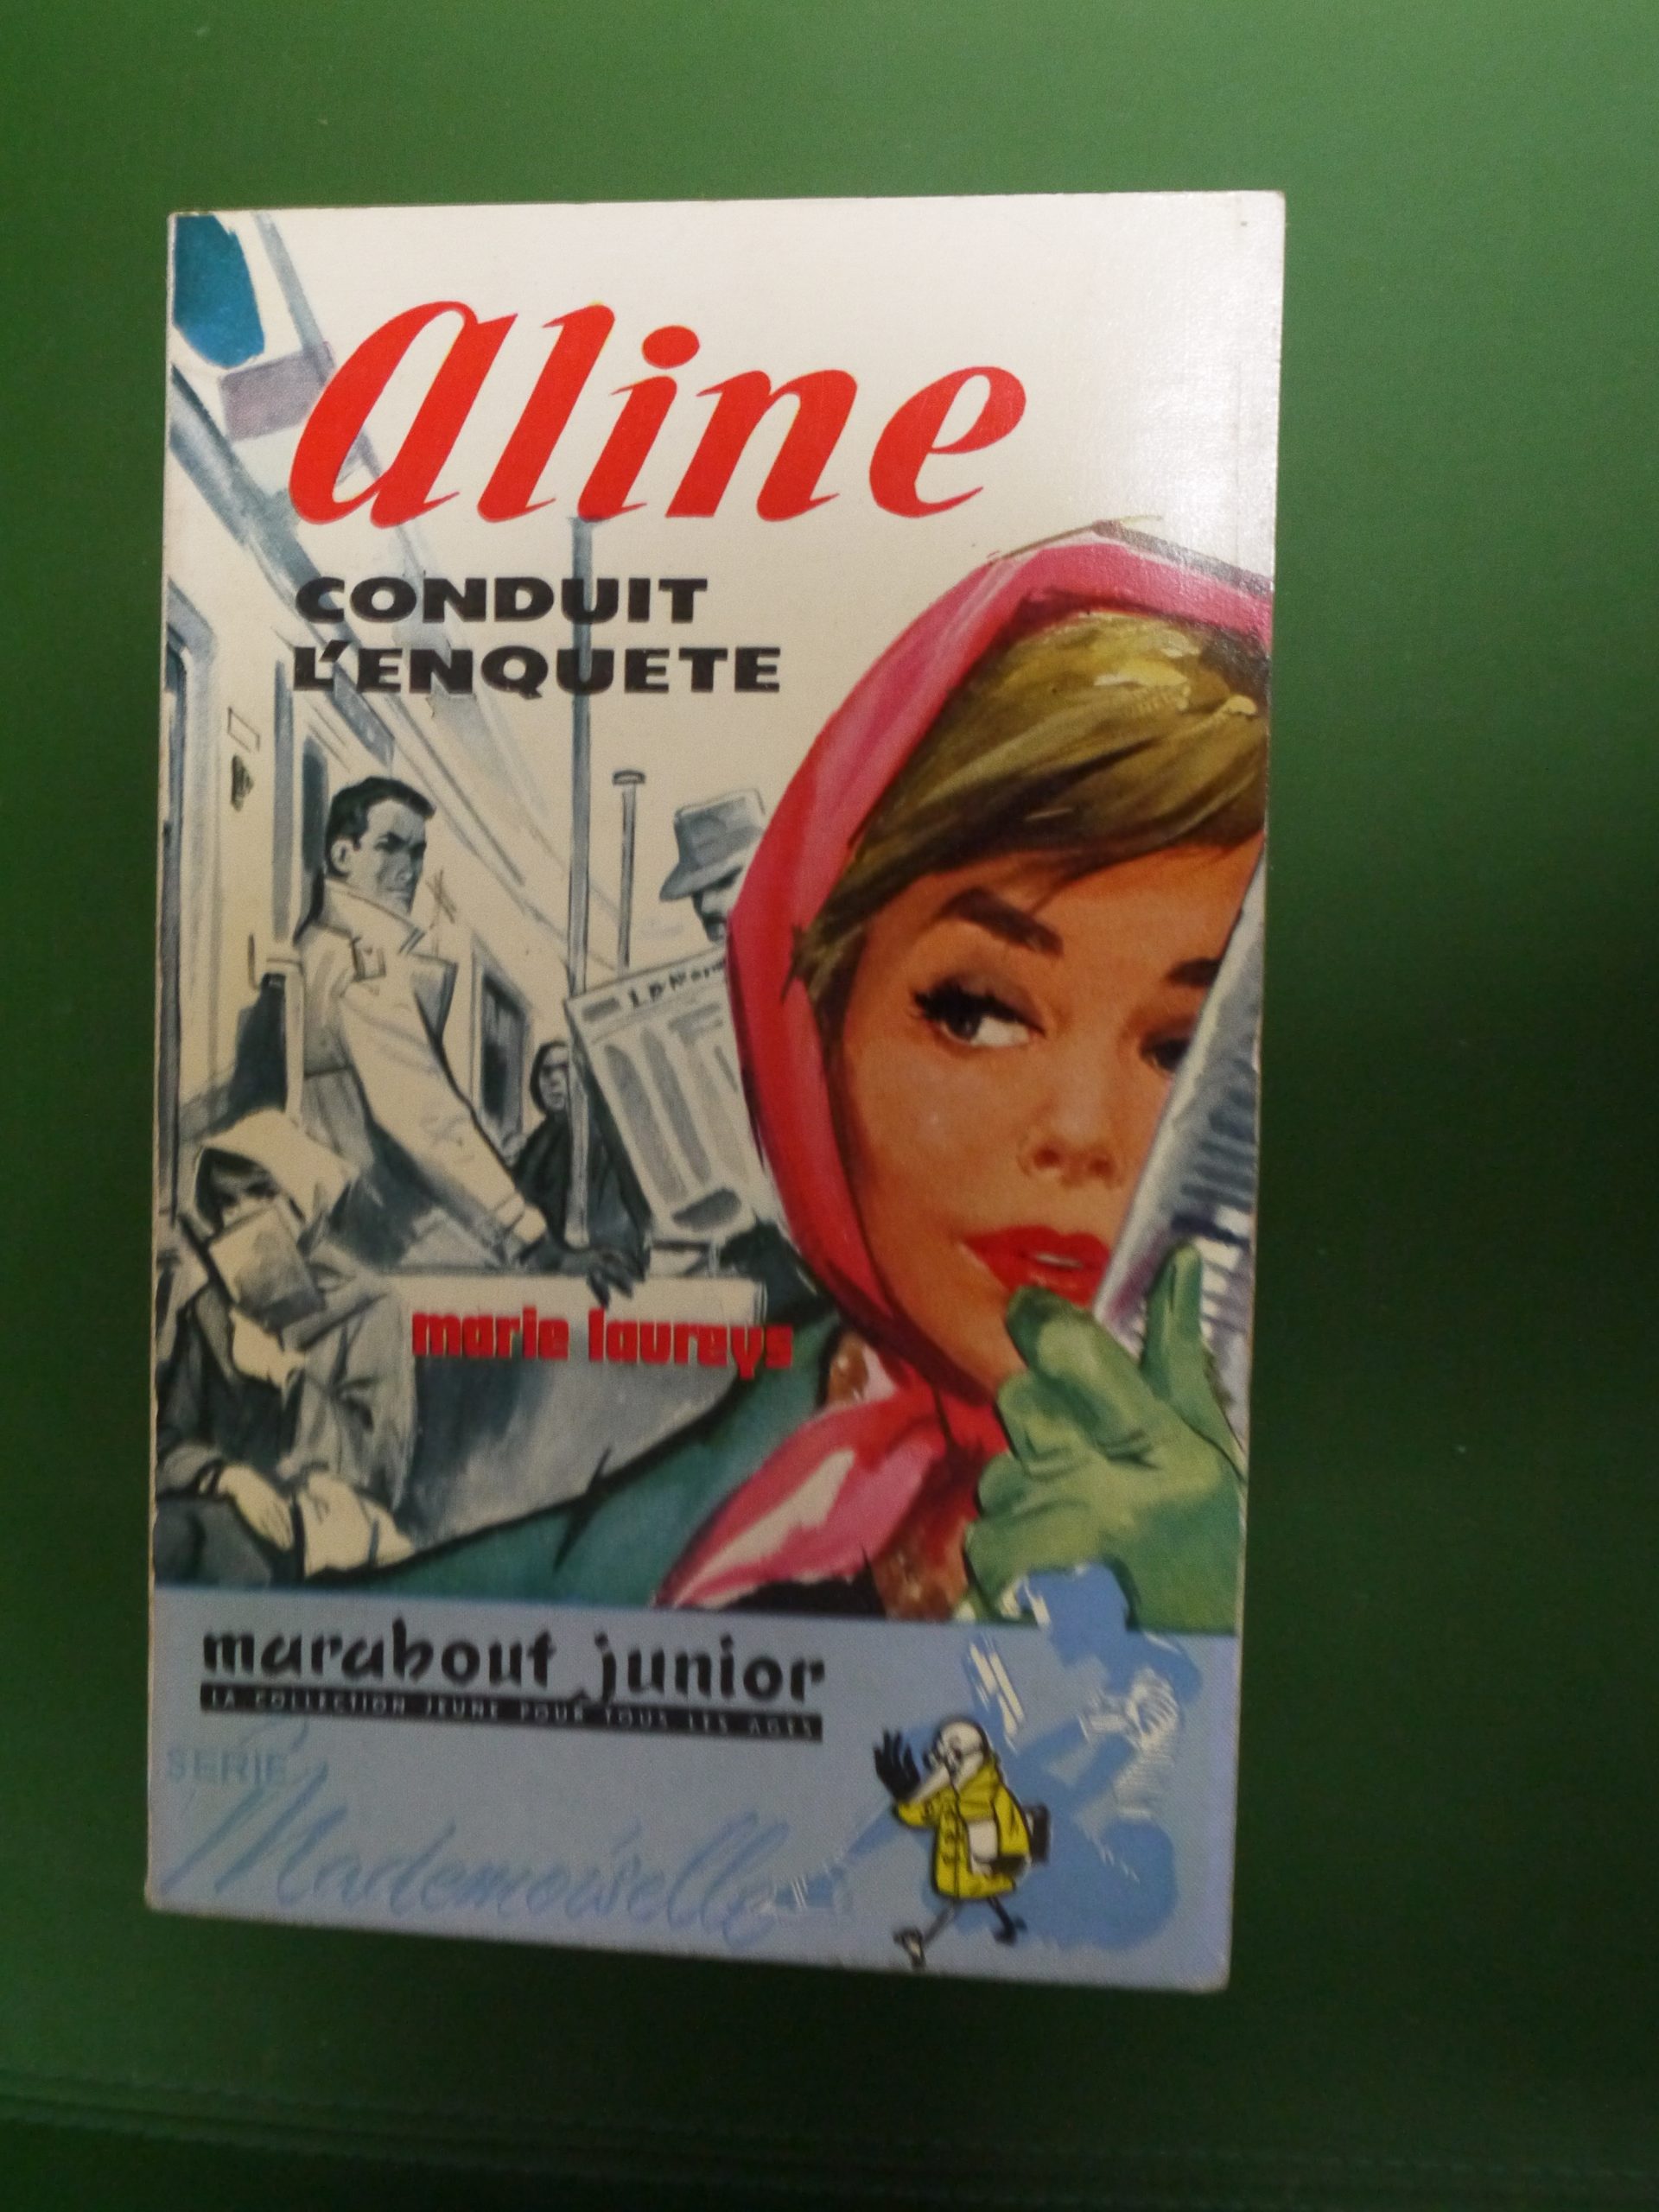 Aline
CONDUIT
L'ENQUETE
marie laureys
marabout junior
LA COLLECTION JEUNE POUR TOUS LES AGES
SERIE
Mademoiselle